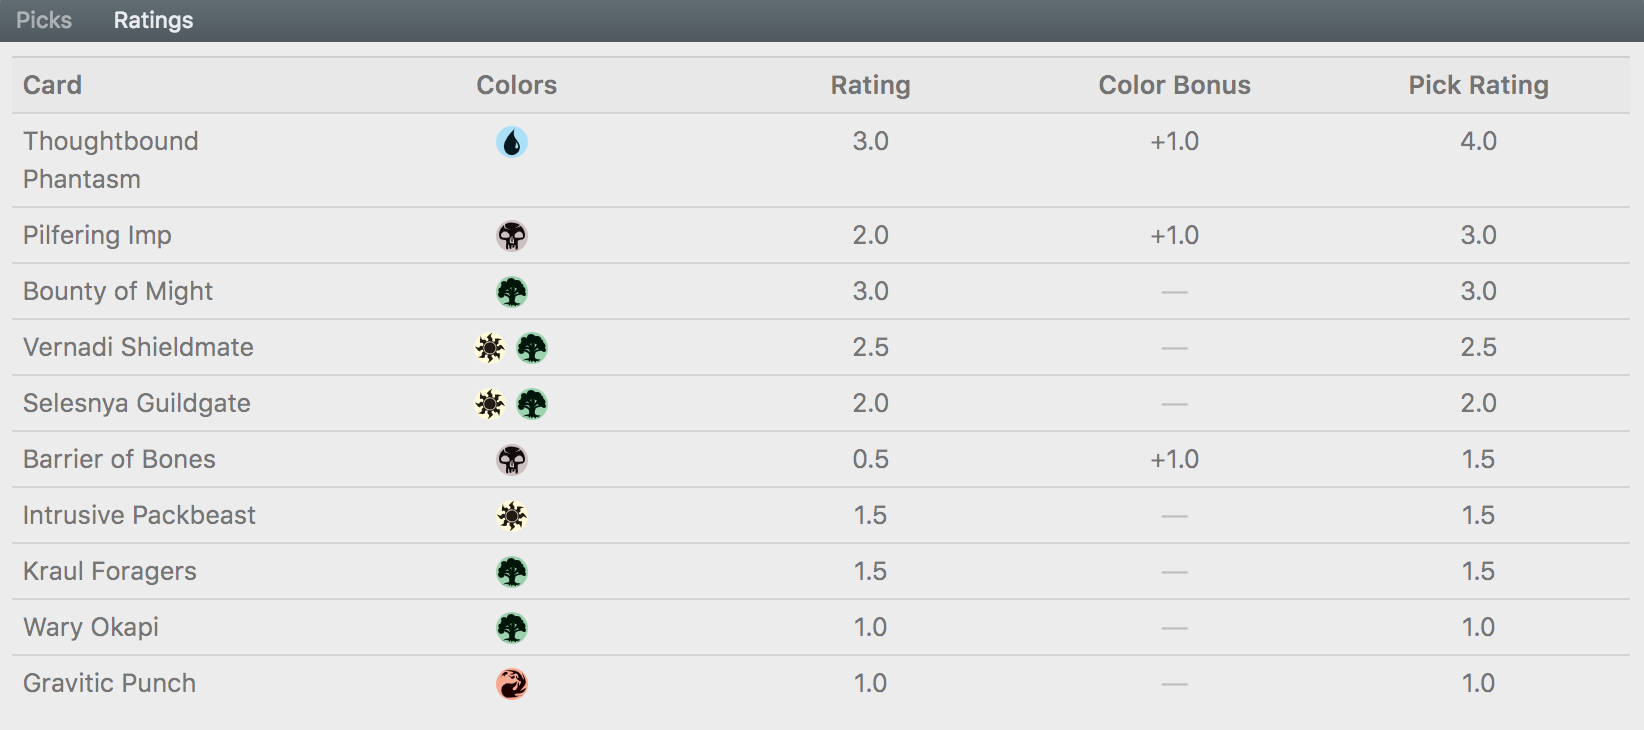 Picks Ratings
Card Colors Rating Color Bonus Pick Rating
Thoughtbound 3.0 +1.0 4.0
Phantasm
Pilfering Imp 2.0 +1.0 3.0
Bounty of Might 3.0 — 3.0
Vernadi Shieldmate 2.5 — 2.5
Selesnya Guildgate 2.0 — 2.0
Barrier of Bones 0.5 +1.0 1.5
Intrusive Packbeast 1.5 — 1.5
Kraul Foragers 1.5 — 1.5
Wary Okapi 1.0 — 1.0
Gravitic Punch 1.0 — 1.0